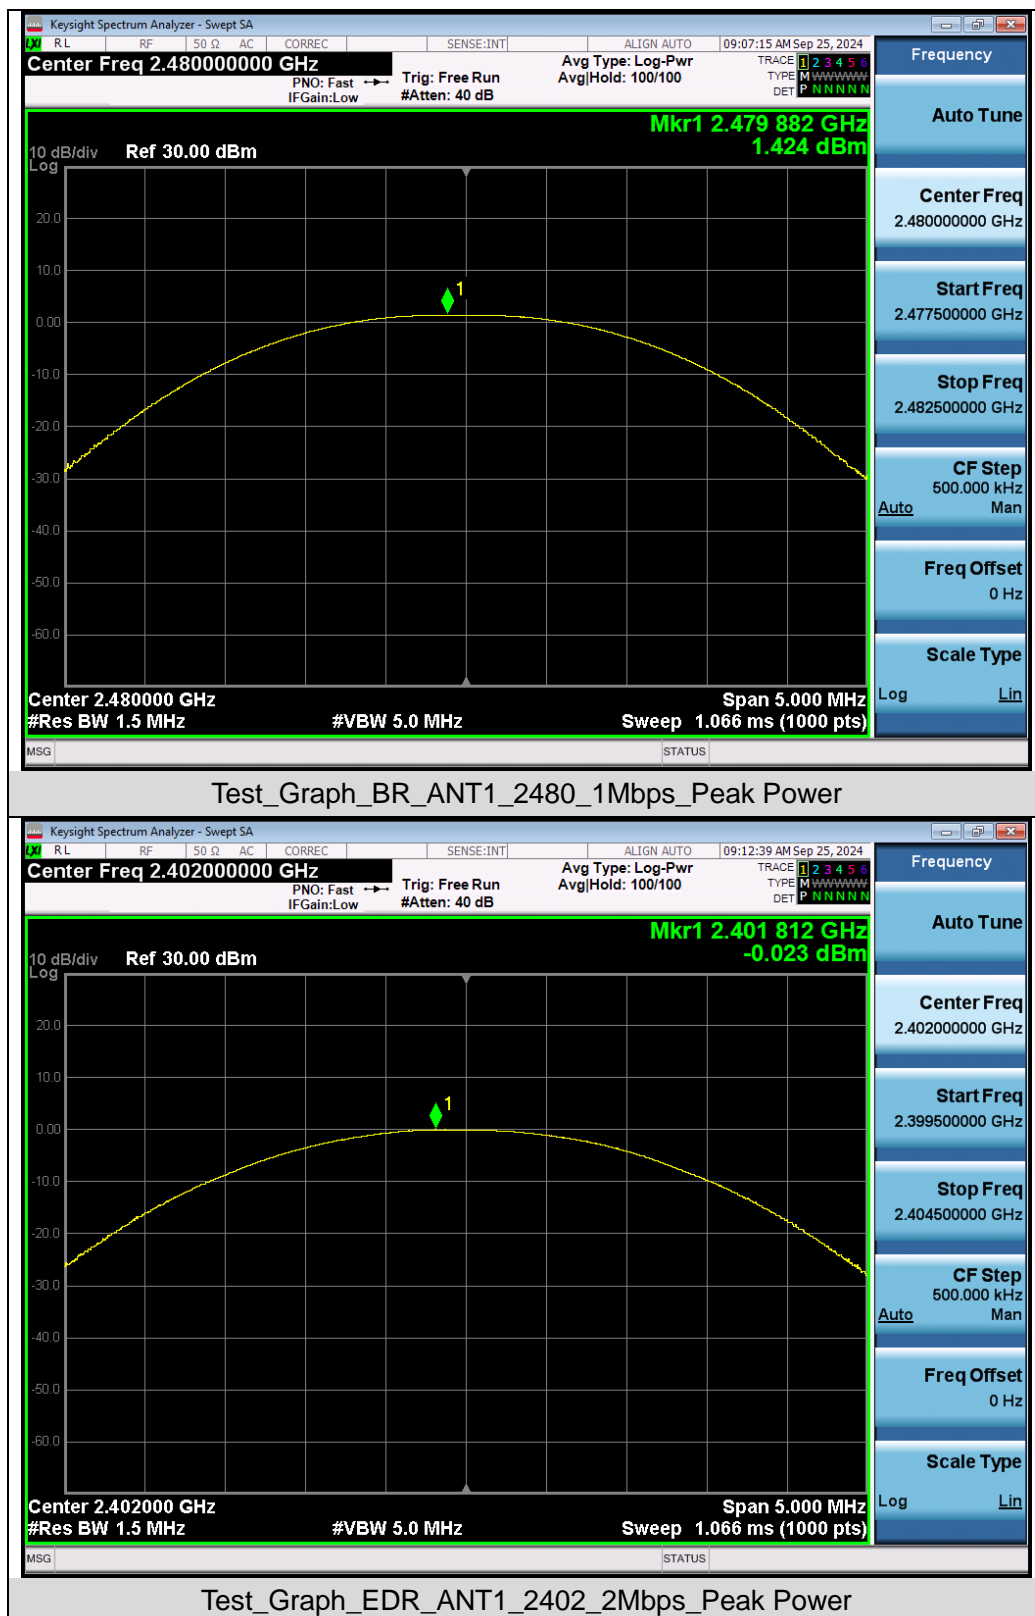 Keysight Spectrum Analyzer - Swept SA
LXI RL RF 50 Ω AC CORREC SENSE:INT ALIGN AUTO 09:07:15 AM Sep 25, 2024
Center Freq 2.480000000 GHz
PNO: Fast
IFGain:Low
Trig: Free Run
#Atten: 40 dB
Avg Type: Log-Pwr
Avg|Hold: 100/100
TRACE 1 2 3 4 5 6
TYPE M WWWWW
DET P N N N N N
Mkr1 2.479 882 GHz
1.424 dBm
10 dB/div Ref 30.00 dBm
Log
20.0
10.0
1
0.00
-10.0
-20.0
-30.0
-40.0
-50.0
-60.0
Center 2.480000 GHz Span 5.000 MHz
#Res BW 1.5 MHz #VBW 5.0 MHz Sweep 1.066 ms (1000 pts)
MSG STATUS
Frequency
Auto Tune
Center Freq
2.480000000 GHz
Start Freq
2.477500000 GHz
Stop Freq
2.482500000 GHz
CF Step
500.000 kHz
Auto Man
Freq Offset
0 Hz
Scale Type
Log Lin
Test_Graph_BR_ANT1_2480_1Mbps_Peak Power
Keysight Spectrum Analyzer - Swept SA
LXI RL RF 50 Ω AC CORREC SENSE:INT ALIGN AUTO 09:12:39 AM Sep 25, 2024
Center Freq 2.402000000 GHz
PNO: Fast
IFGain:Low
Trig: Free Run
#Atten: 40 dB
Avg Type: Log-Pwr
Avg|Hold: 100/100
TRACE 1 2 3 4 5 6
TYPE M WWWWW
DET P N N N N N
Mkr1 2.401 812 GHz
-0.023 dBm
10 dB/div Ref 30.00 dBm
Log
20.0
10.0
1
0.00
-10.0
-20.0
-30.0
-40.0
-50.0
-60.0
Center 2.402000 GHz Span 5.000 MHz
#Res BW 1.5 MHz #VBW 5.0 MHz Sweep 1.066 ms (1000 pts)
MSG STATUS
Frequency
Auto Tune
Center Freq
2.402000000 GHz
Start Freq
2.399500000 GHz
Stop Freq
2.404500000 GHz
CF Step
500.000 kHz
Auto Man
Freq Offset
0 Hz
Scale Type
Log Lin
Test_Graph_EDR_ANT1_2402_2Mbps_Peak Power